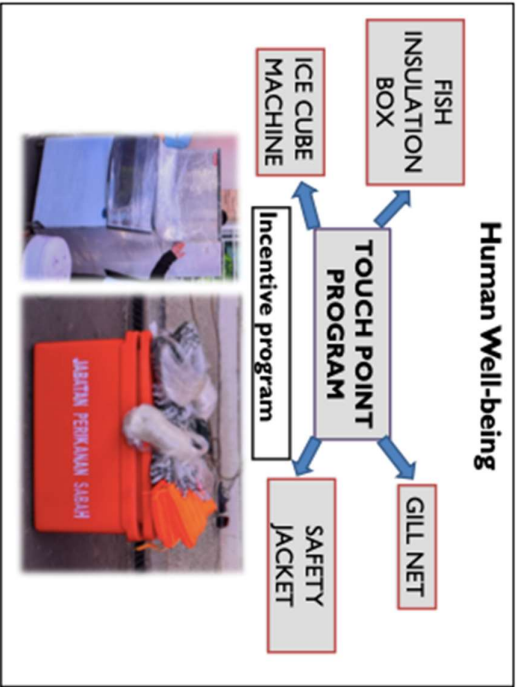 Human Well-being
FISH
INSULATION
BOX
GILL NET
TOUCH POINT
PROGRAM
ICE CUBE
MACHINE
SAFETY
JACKET
Incentive program
JABATAN PERIKANAN SABAH